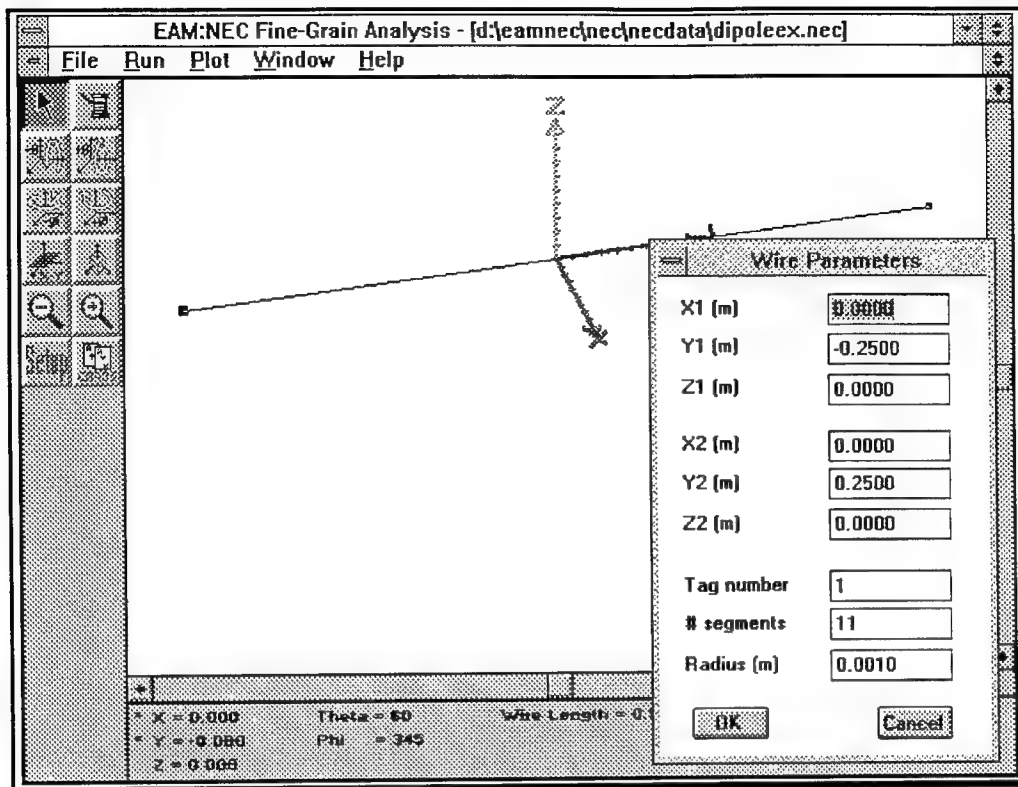 EAM:NEC Fine-Grain Analysis - [d:\eamnec\nec\necdata\dipoleex.nec]
File Run Plot Window Help
Z
X
Wire Parameters
X1 (m) 0.0000
Y1 (m) -0.2500
Z1 (m) 0.0000
X2 (m) 0.0000
Y2 (m) 0.2500
Z2 (m) 0.0000
Tag number 1
# segments 11
Radius (m) 0.0010
OK Cancel
* X = 0.000 Theta = 60 Wire Length = 0.
* Y = -0.000 Phi = 345
Z = 0.000